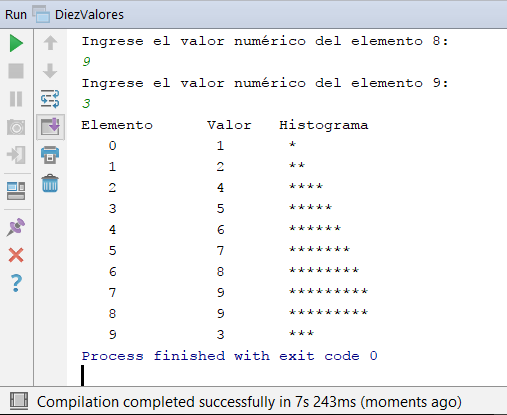 Run DiezValores
Ingrese el valor numérico del elemento 8:
9
Ingrese el valor numérico del elemento 9:
3
Elemento Valor Histograma
0 1 *
1 2 **
2 4 ****
3 5 *****
4 6 ******
5 7 *******
6 8 ********
7 9 *********
8 9 *********
9 3 ***
Process finished with exit code 0
Compilation completed successfully in 7s 243ms (moments ago)